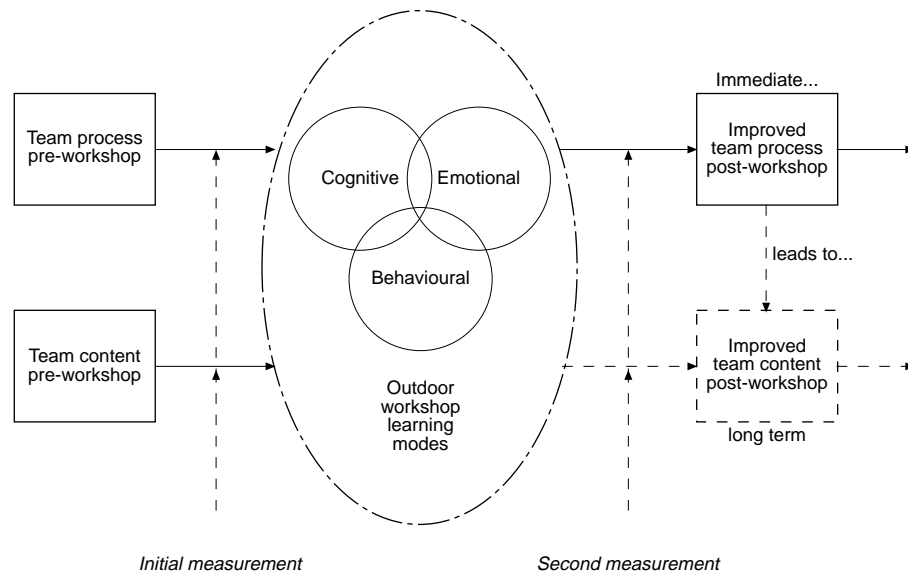 Immediate...
Team process
pre-workshop
Improved
team process
post-workshop
Cognitive
Emotional
leads to...
Behavioural
Team content
pre-workshop
Improved
team content
post-workshop
Outdoor
workshop
learning
modes
long term
Initial measurement
Second measurement